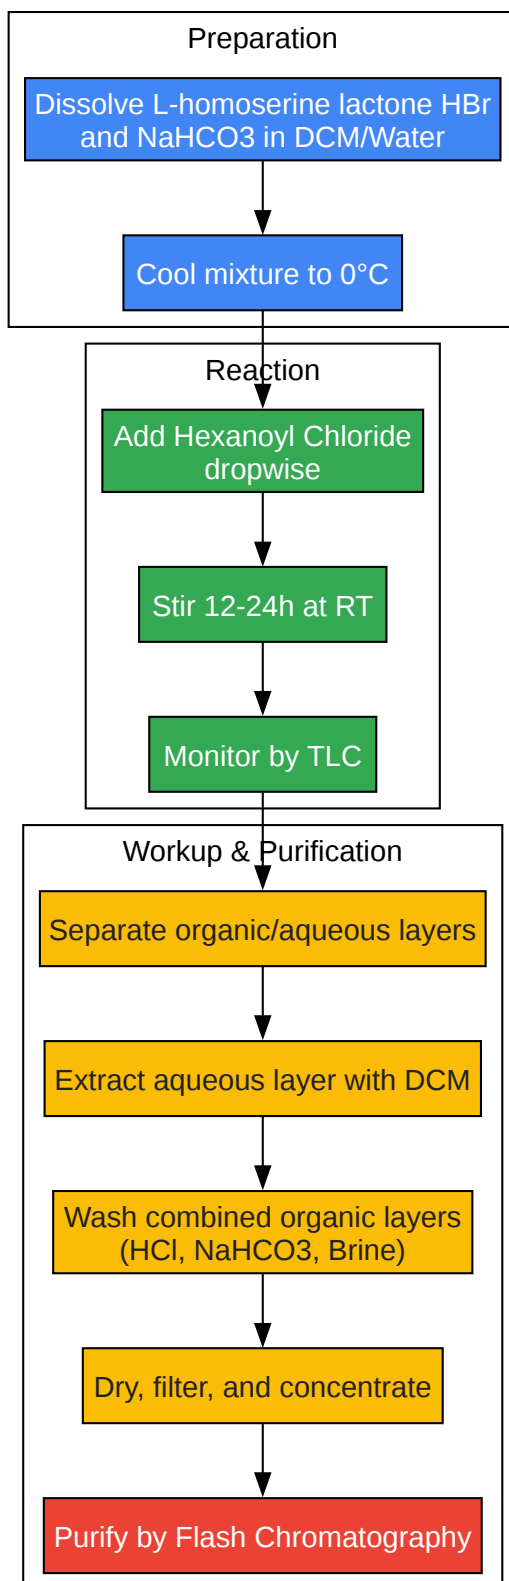 Preparation
Dissolve L-homoserine lactone HBr
and NaHCO3 in DCM/Water
Cool mixture to 0°C
Reaction
Add Hexanoyl Chloride
dropwise
Stir 12-24h at RT
Monitor by TLC
Workup & Purification
Separate organic/aqueous layers
Extract aqueous layer with DCM
Wash combined organic layers
(HCl, NaHCO3, Brine)
Dry, filter, and concentrate
Purify by Flash Chromatography